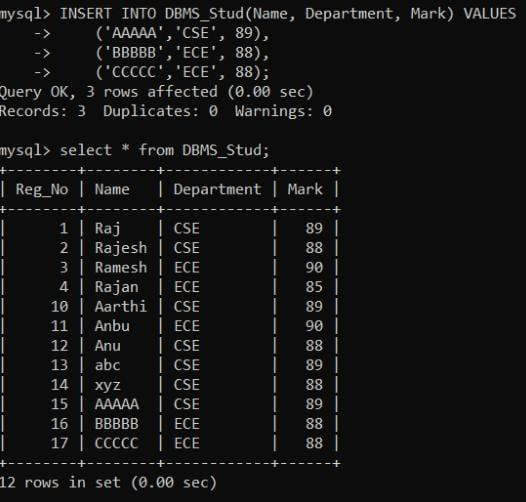 mysql> INSERT INTO DBMS_Stud(Name, Department, Mark) VALUES
    ->     ('AAAAA','CSE', 89),
    ->     ('BBBBB','ECE', 88),
    ->     ('CCCCC','ECE', 88);
Query OK, 3 rows affected (0.00 sec)
Records: 3  Duplicates: 0  Warnings: 0

mysql> select * from DBMS_Stud;
+--------+--------+------------+------+
| Reg_No | Name   | Department | Mark |
+--------+--------+------------+------+
|      1 | Raj    | CSE        |   89 |
|      2 | Rajesh | CSE        |   88 |
|      3 | Ramesh | ECE        |   90 |
|      4 | Rajan  | ECE        |   85 |
|     10 | Aarthi | CSE        |   89 |
|     11 | Anbu   | ECE        |   90 |
|     12 | Anu    | CSE        |   88 |
|     13 | abc    | CSE        |   89 |
|     14 | xyz    | CSE        |   88 |
|     15 | AAAAA  | CSE        |   89 |
|     16 | BBBBB  | ECE        |   88 |
|     17 | CCCCC  | ECE        |   88 |
+--------+--------+------------+------+
12 rows in set (0.00 sec)